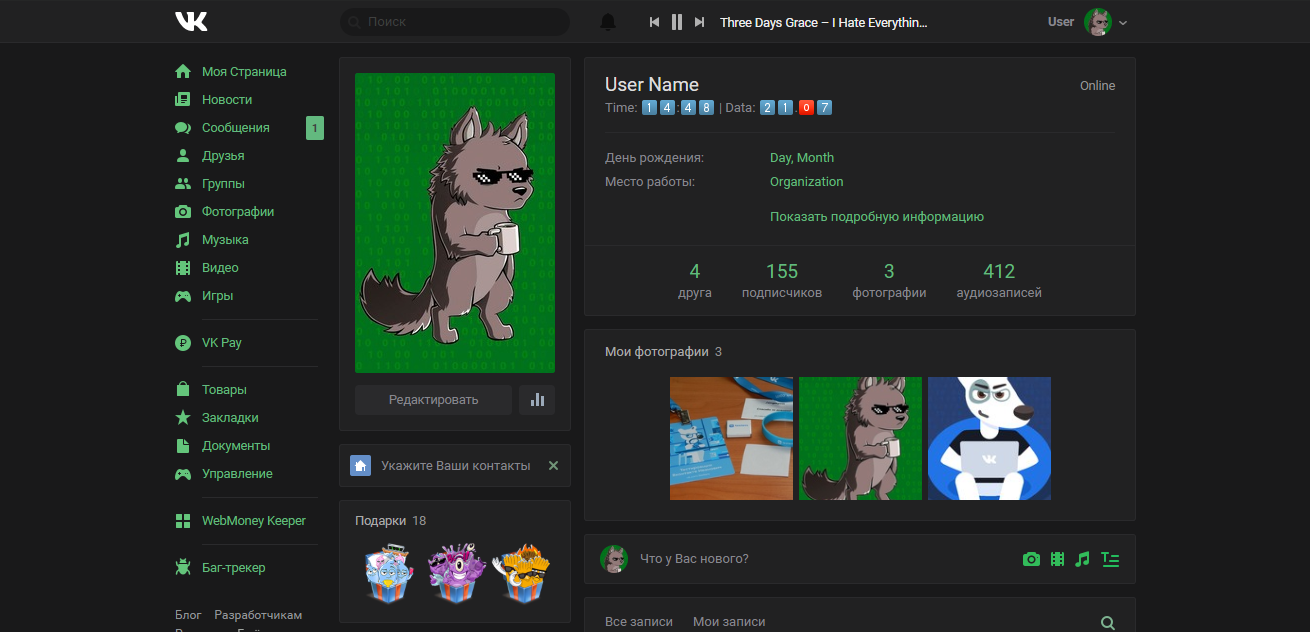 Поиск
Three Days Grace – I Hate Everythin...
User
Моя Страница
Новости
Сообщения 1
Друзья
Группы
Фотографии
Музыка
Видео
Игры
VK Pay
Товары
Закладки
Документы
Управление
WebMoney Keeper
Баг-трекер
Блог Разработчикам
Редактировать
Укажите Ваши контакты
Подарки 18
User Name
Online
Time: 14:48 | Data: 21.07
День рождения: Day, Month
Место работы: Organization
Показать подробную информацию
4 155 3 412
друга подписчиков фотографии аудиозаписей
Мои фотографии 3
Что у Вас нового?
Все записи Мои записи